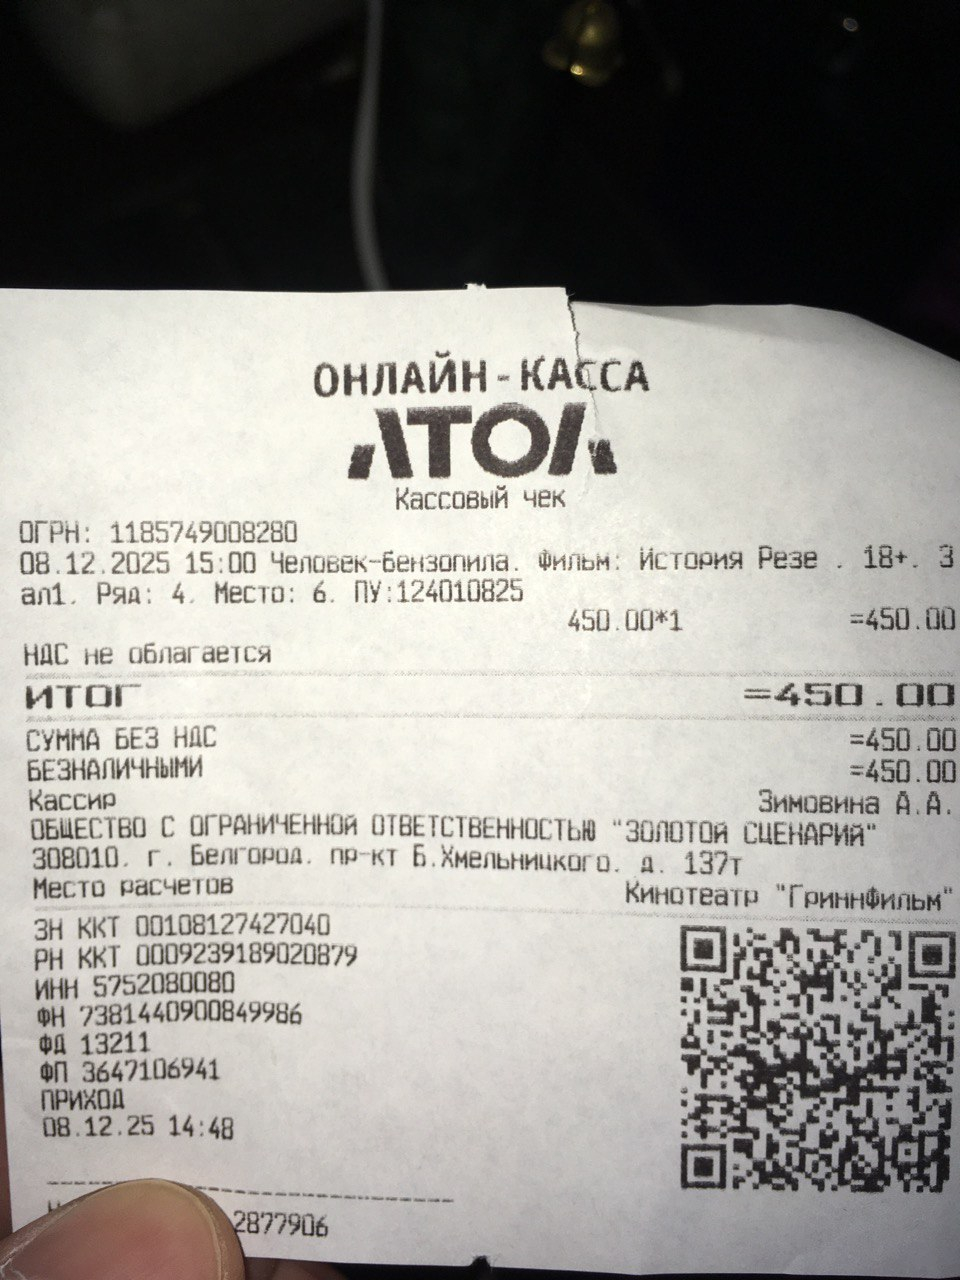 ОНЛАЙН-КАССА
АТОЛ
Кассовый чек
ОГРН: 1185749008280
08.12.2025 15:00 Человек-бензопила. Фильм: История Резе . 18+. З
ал1. Ряд: 4. Место: 6. ПУ:124010825
450.00*1 =450.00
НДС не облагается
ИТОГ =450.00
СУММА БЕЗ НДС =450.00
БЕЗНАЛИЧНЫМИ =450.00
Кассир Зимовина А.А.
ОБЩЕСТВО С ОГРАНИЧЕННОЙ ОТВЕТСТВЕННОСТЬЮ "ЗОЛОТОЙ СЦЕНАРИЙ"
308010. г. Белгород. пр-кт Б.Хмельницкого. д. 137т
Место расчетов Кинотеатр "ГриннФильм"
ЗН ККТ 00108127427040
РН ККТ 0009239189020879
ИНН 5752080080
ФН 7381440900849986
ФД 13211
ФП 3647106941
ПРИХОД
08.12.25 14:48
2877906